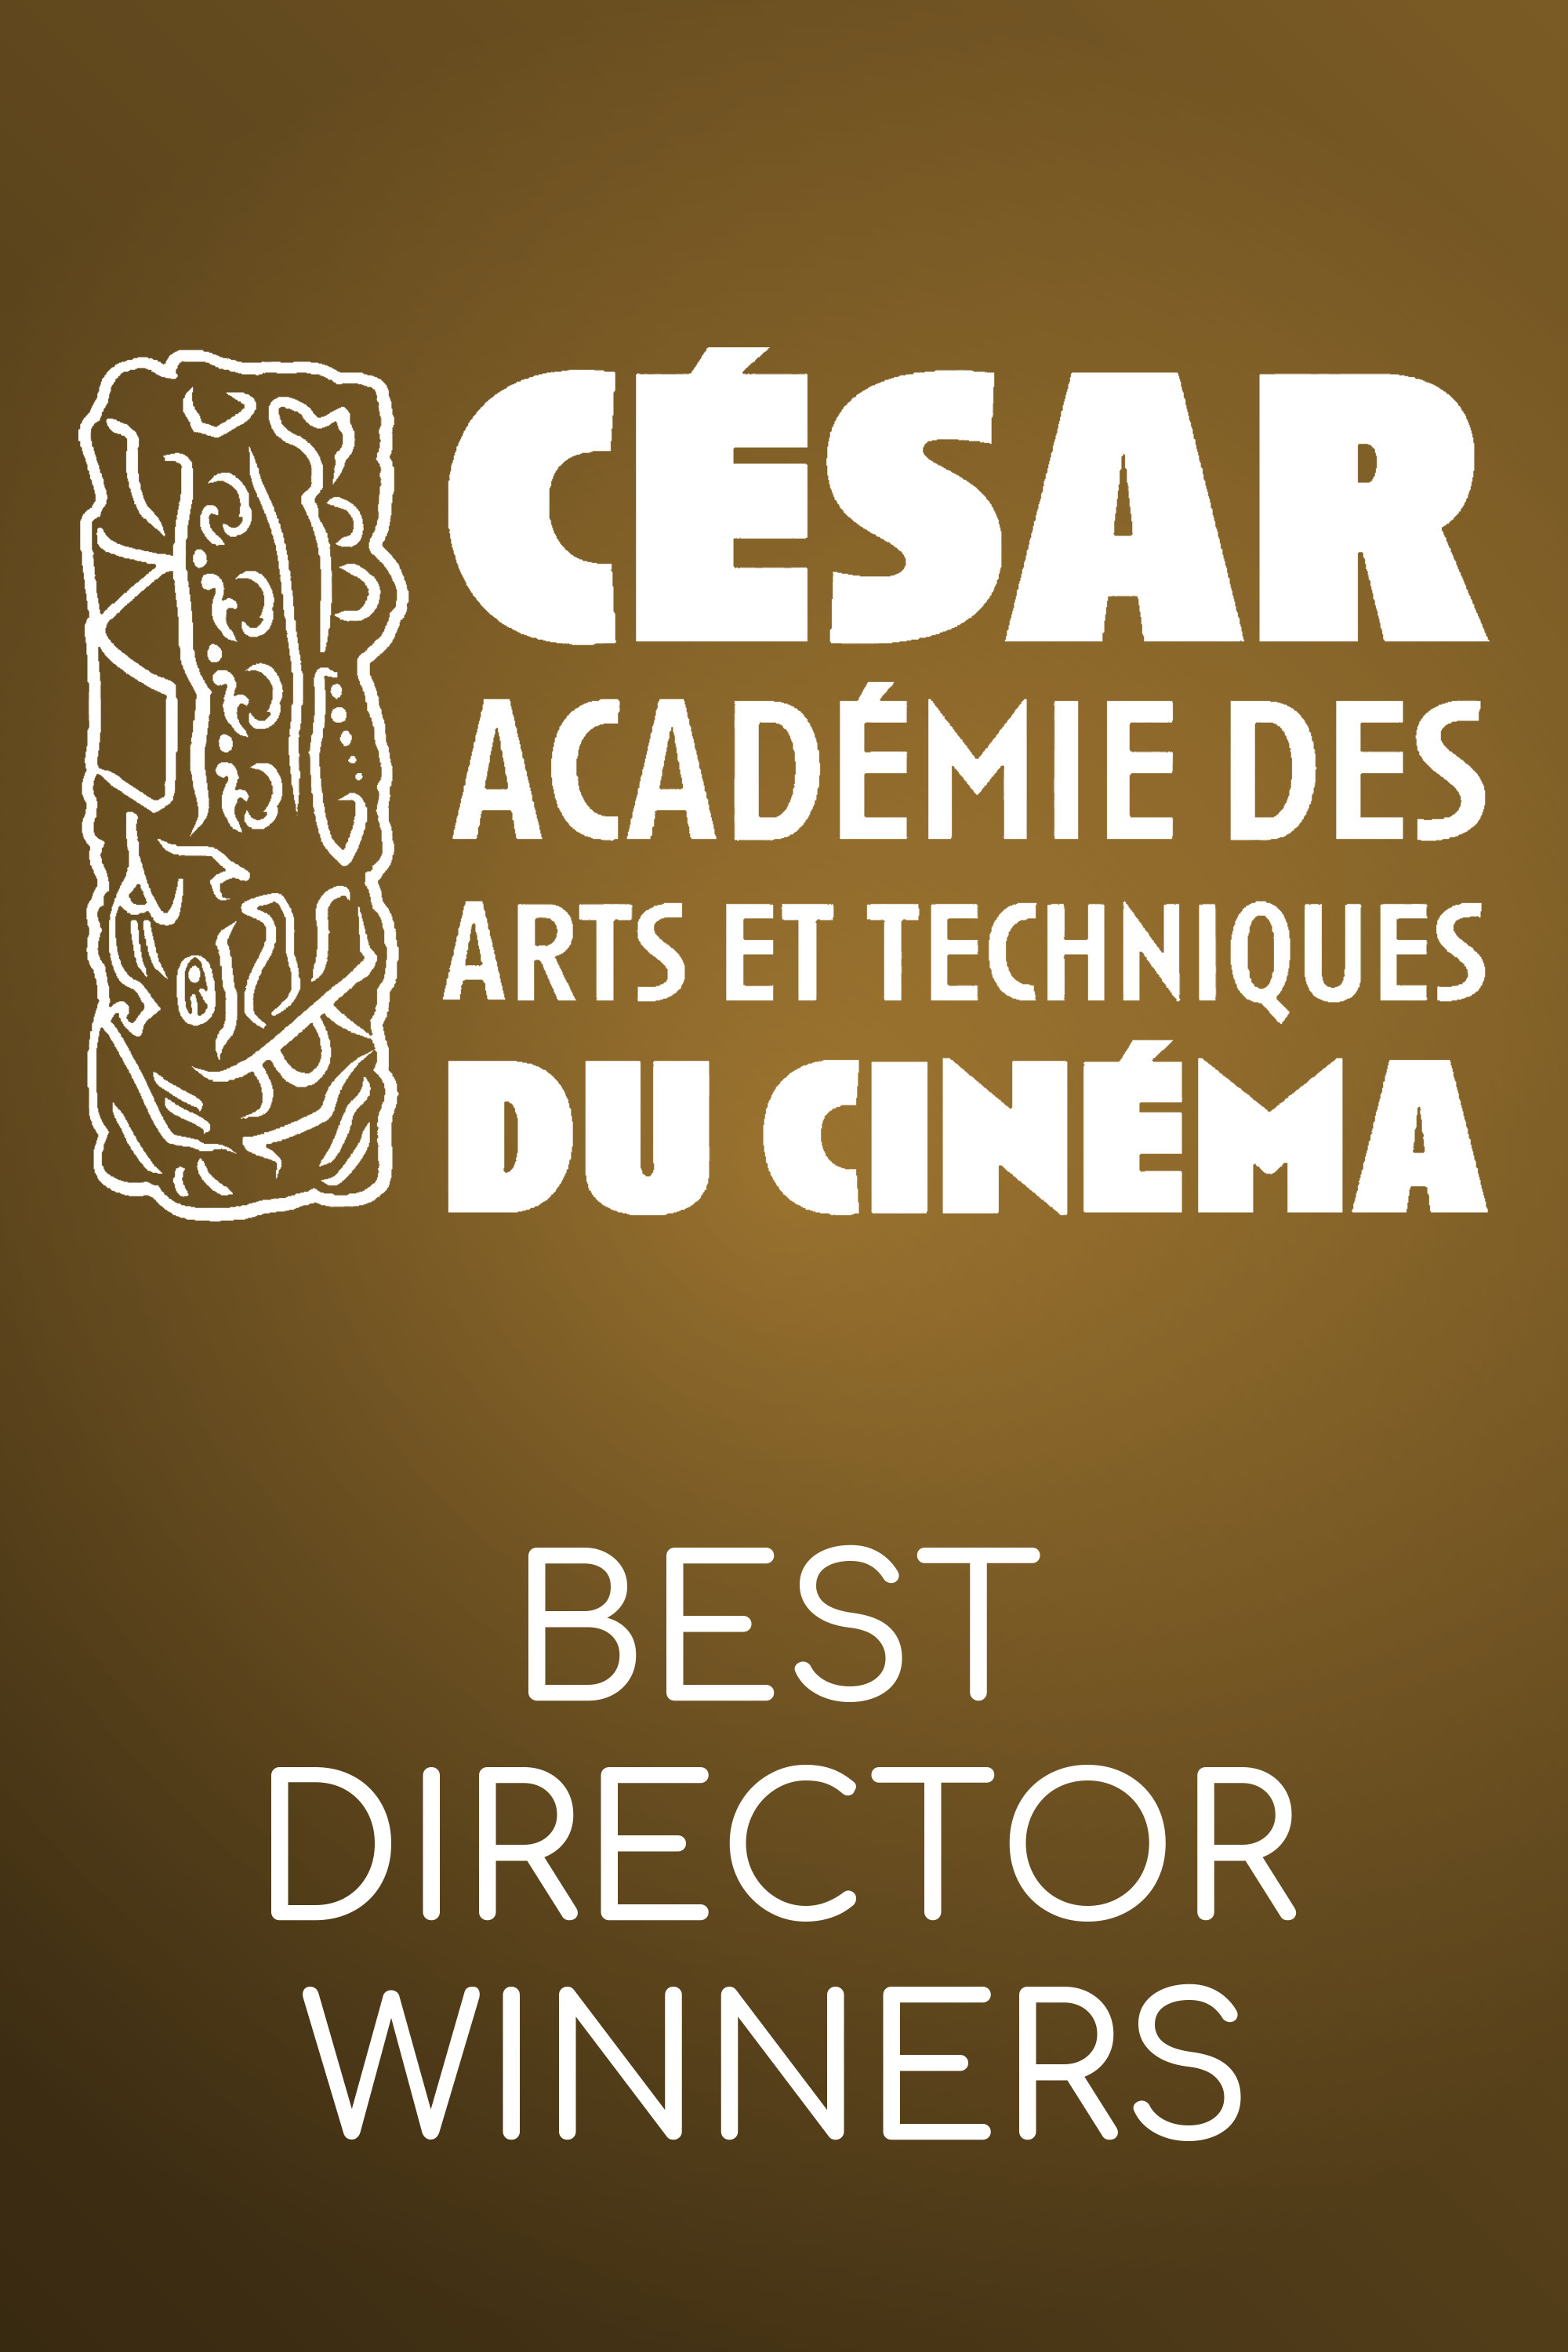 CÉSAR
ACADÉMIE DES
ARTS ET TECHNIQUES
DU CINÉMA
BEST
DIRECTOR
WINNERS